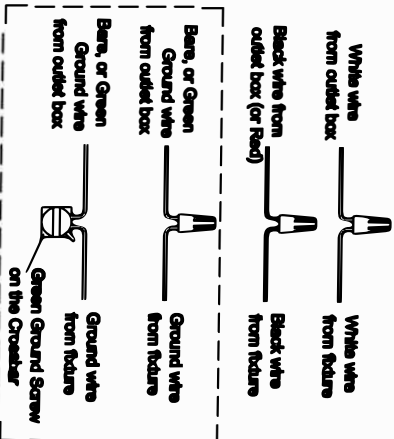 White wire
from outlet box
White wire
from fixture
Black wire from
outlet box (or Red)
Black wire
from fixture
Bare, or Green
Ground wire
from outlet box
Ground wire
from fixture
Bare, or Green
Ground wire
from outlet box
Ground wire
from fixture
Green Ground Screw
on the Crossbar